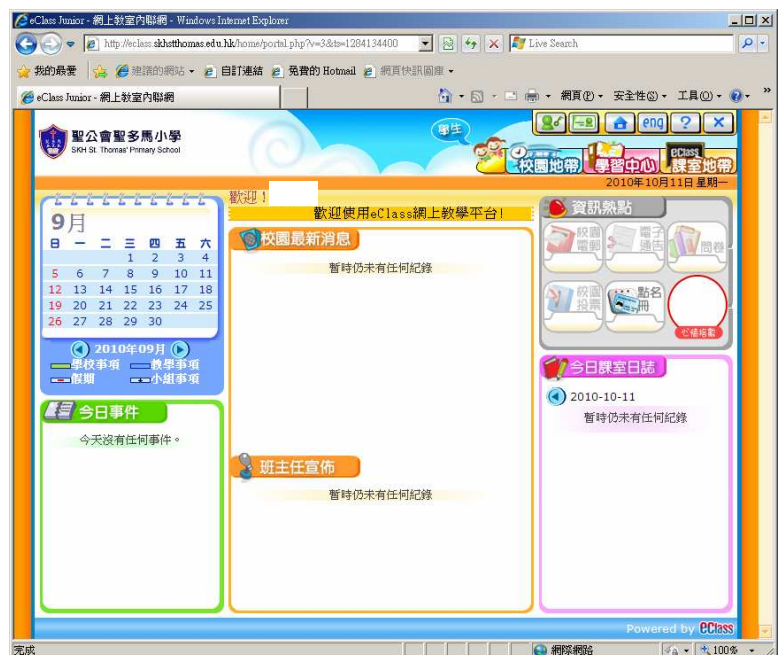 eClass Junior - 網上教室內聯網 - Windows Internet Explorer
http://eclass.skhstthomas.edu.hk/home/portal.php?v=3&ts=1284134400
Live Search
我的最愛
建議的網站
自訂連結
免費的 Hotmail
網頁快訊圖庫
eClass Junior - 網上教室內聯網
網頁(P)
安全性(S)
工具(O)
»
聖公會聖多馬小學
SKH St. Thomas' Primary School
學生
eng ? X
校園地帶
學習中心
eClass
課室地帶
2010年10月11日 星期一
歡迎!
歡迎使用eClass網上教學平台!
9月
日 一 二 三 四 五 六
1 2 3 4
5 6 7 8 9 10 11
12 13 14 15 16 17 18
19 20 21 22 23 24 25
26 27 28 29 30
2010年09月
學校事項 教學事項
假期 小組事項
今日事件
今天沒有任何事件。
校園最新消息
暫時仍未有任何紀錄
班主任宣佈
暫時仍未有任何紀錄
資訊熱點
校園電郵
電子通告
問卷
校園投票
點名冊
今日課室日誌
2010-10-11
暫時仍未有任何紀錄
Powered by eClass
完成
網際網路
100%